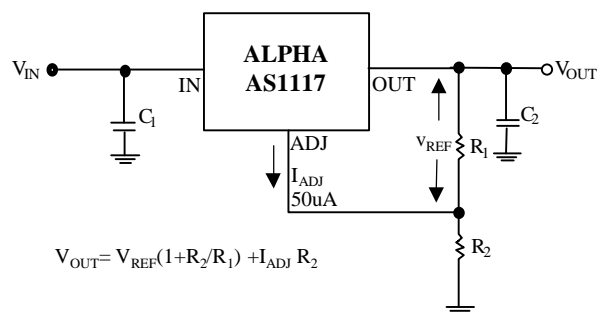 ALPHA
AS1117
V_IN
IN
OUT
V_OUT
C_1
ADJ
I_ADJ
50uA
v_REF
R_1
C_2
R_2
V_OUT= V_REF(1+R_2/R_1) +I_ADJ R_2